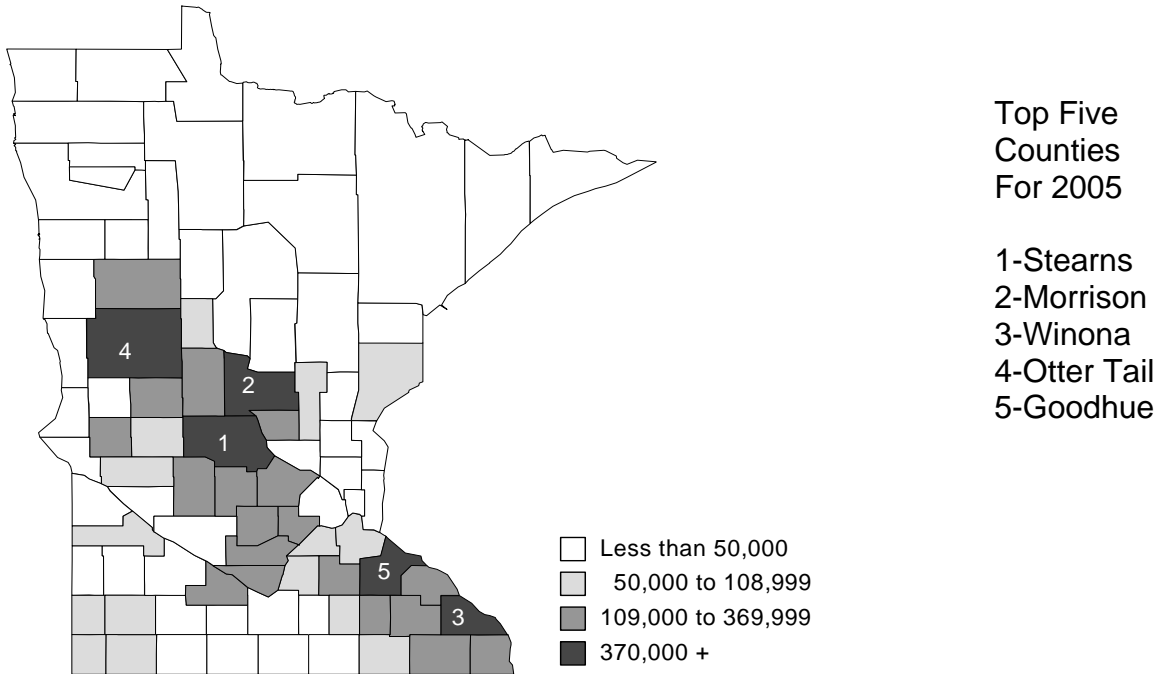 Top Five
Counties
For 2005
1-Stearns
2-Morrison
3-Winona
4-Otter Tail
5-Goodhue
4
2
1
5
3
Less than 50,000
50,000 to 108,999
109,000 to 369,999
370,000 +